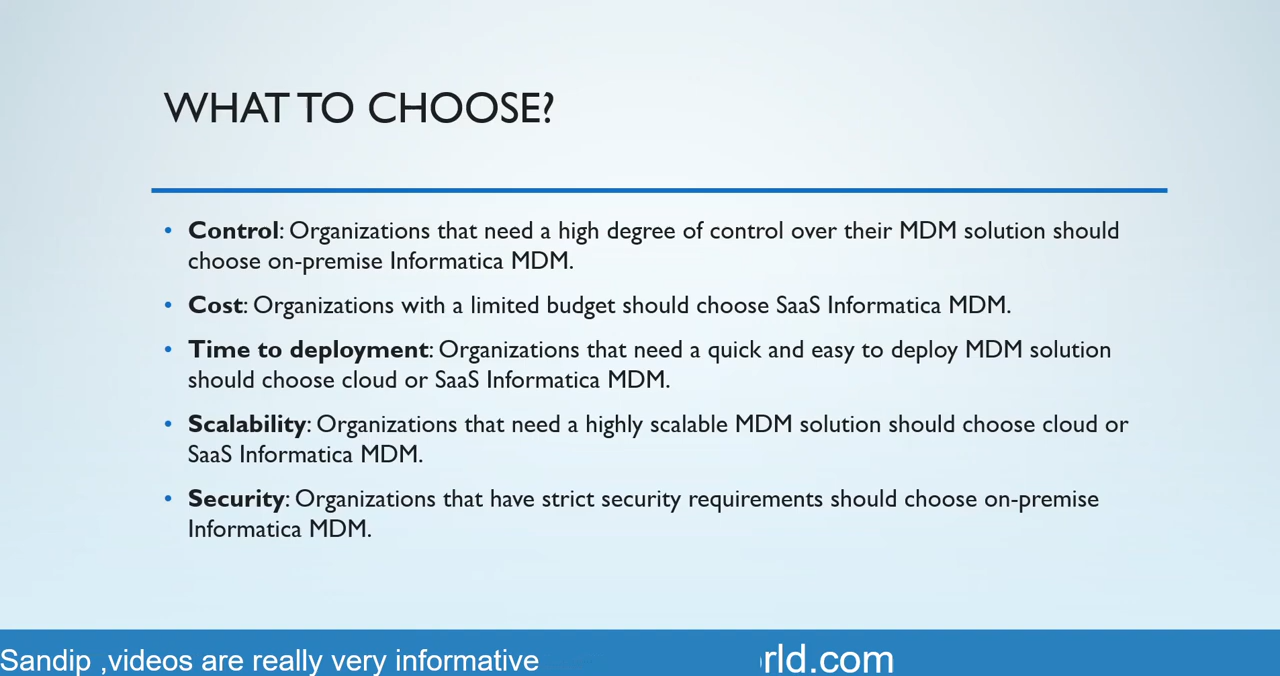 WHAT TO CHOOSE?
• Control: Organizations that need a high degree of control over their MDM solution should
choose on-premise Informatica MDM.
• Cost: Organizations with a limited budget should choose SaaS Informatica MDM.
• Time to deployment: Organizations that need a quick and easy to deploy MDM solution
should choose cloud or SaaS Informatica MDM.
• Scalability: Organizations that need a highly scalable MDM solution should choose cloud or
SaaS Informatica MDM.
• Security: Organizations that have strict security requirements should choose on-premise
Informatica MDM.
Sandip ,videos are really very informative rld.com